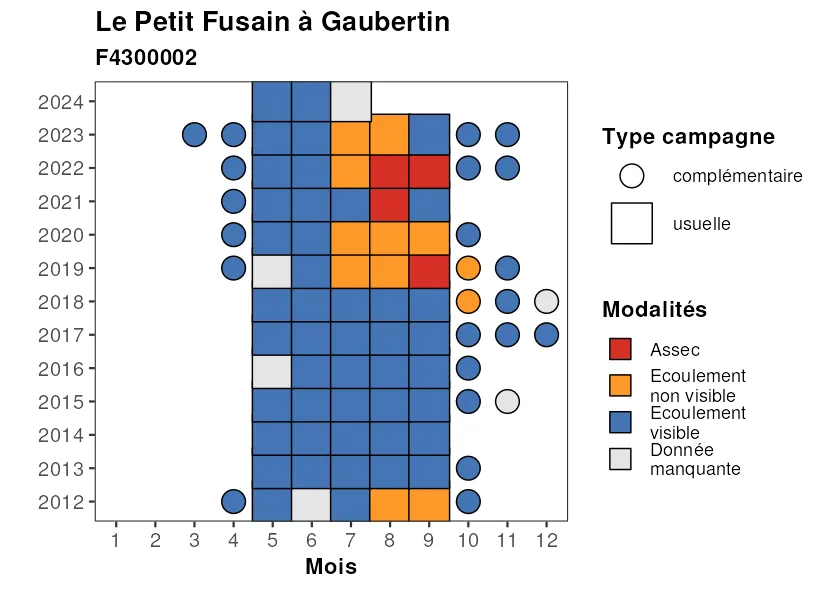 Le Petit Fusain à Gaubertin
F4300002
2024
2023
2022
2021
2020
2019
2018
2017
2016
2015
2014
2013
2012
1 2 3 4 5 6 7 8 9 10 11 12
Mois
Type campagne
complémentaire
usuelle
Modalités
Assec
Ecoulement
non visible
Ecoulement
visible
Donnée
manquante